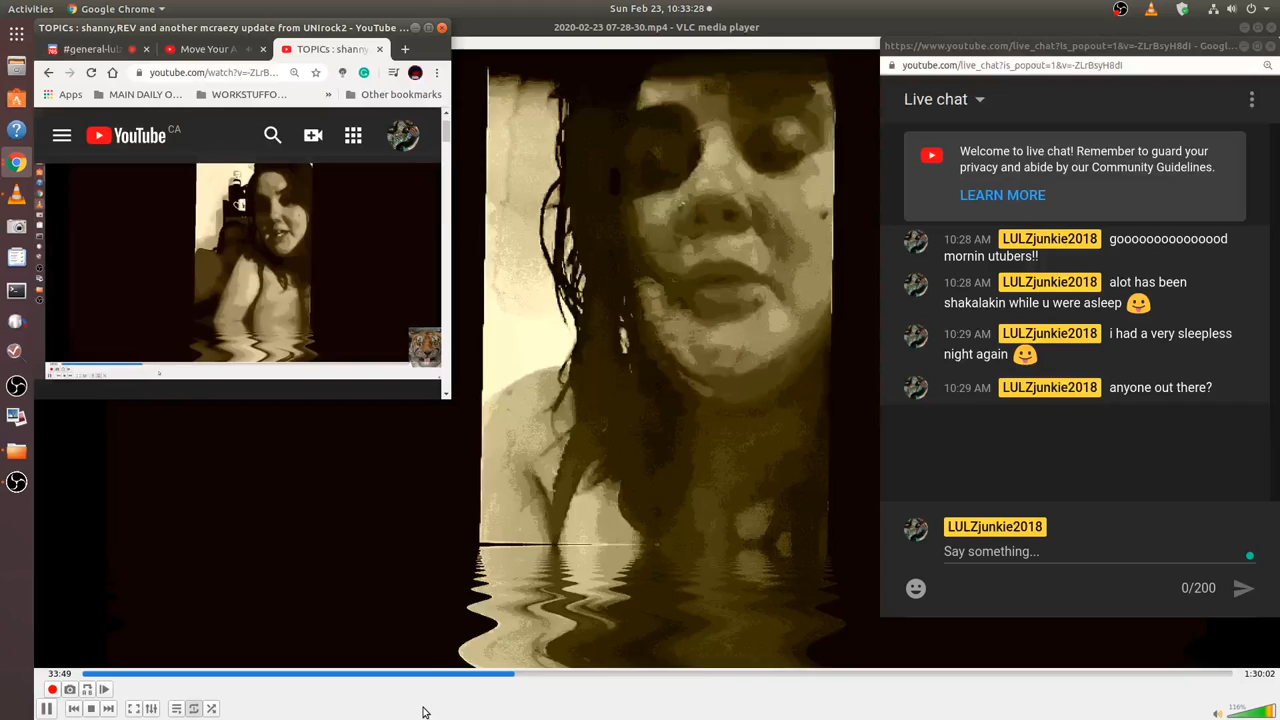 Activities
Google Chrome
Sun Feb 23, 10:33:28
TOPICs : shanny,REV and another mcraezy update from UNIrock2 - YouTube ...
2020-02-23 07-28-30.mp4 - VLC media player
https://www.youtube.com/live_chat?is_popout=1&v=-ZLrBsyH8dI - Googl...
#general-lul
Move Your A
TOPICs : shanny
youtube.com/watch?v=-ZLrB...
youtube.com/live_chat?is_popout=1&v=-ZLrBsyH8dI
Apps
MAIN DAILY O...
WORKSTUFFO...
»
Other bookmarks
YouTube CA
Live chat
Welcome to live chat! Remember to guard your
privacy and abide by our Community Guidelines.
LEARN MORE
10:28 AM LULZjunkie2018 gooooooooooooood
mornin utubers!!
10:28 AM LULZjunkie2018 alot has been
shakalakin while u were asleep
10:29 AM LULZjunkie2018 i had a very sleepless
night again
10:29 AM LULZjunkie2018 anyone out there?
LULZjunkie2018
Say something...
0/200
33:49
1:30:02
116%